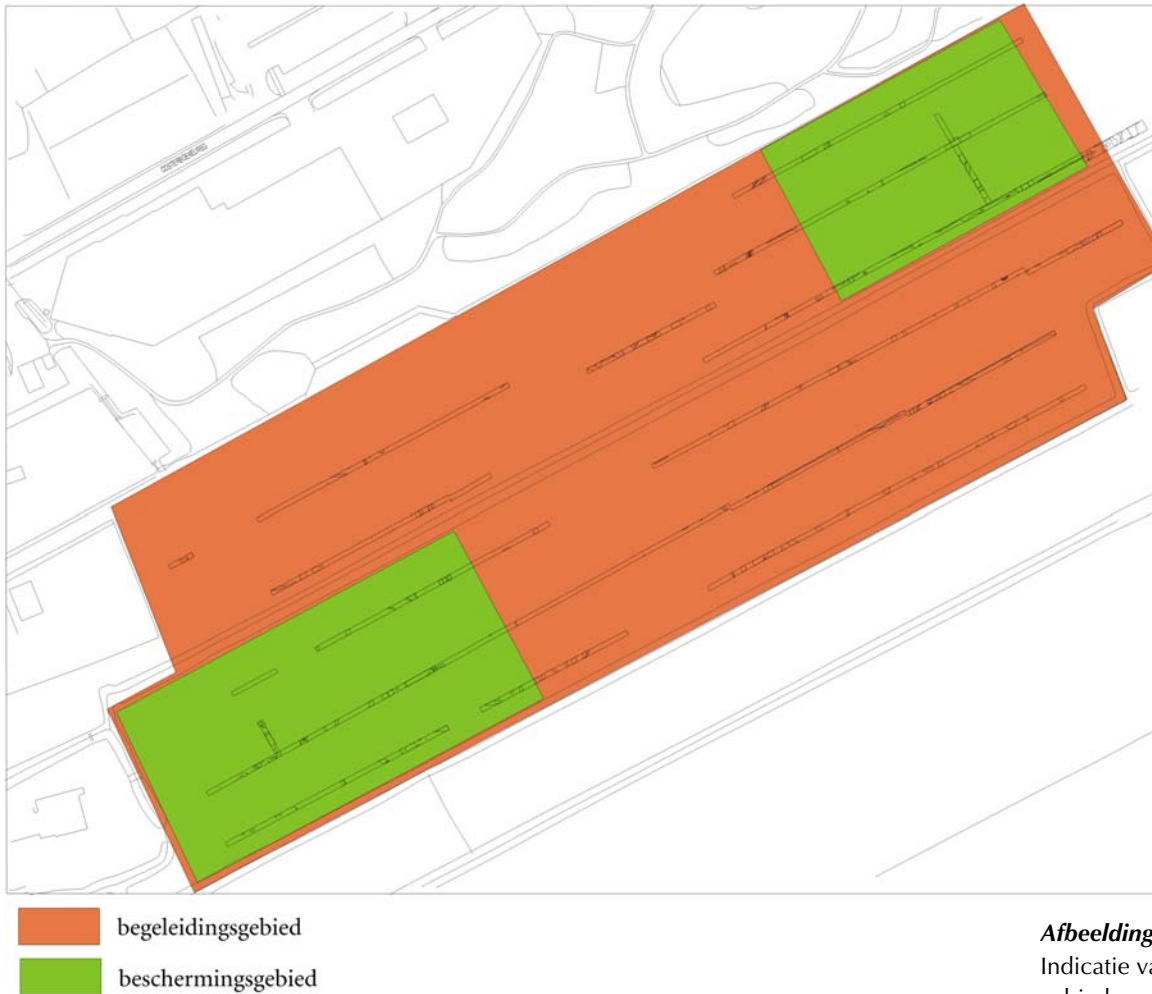 begeleidingsgebied
beschermingsgebied
Afbeelding
Indicatie va